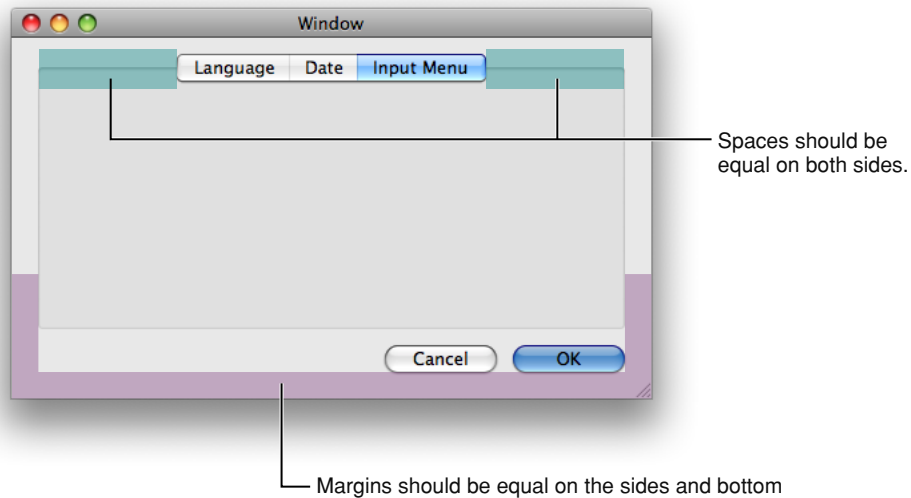 Window
Language Date Input Menu
Spaces should be
equal on both sides.
Cancel OK
Margins should be equal on the sides and bottom